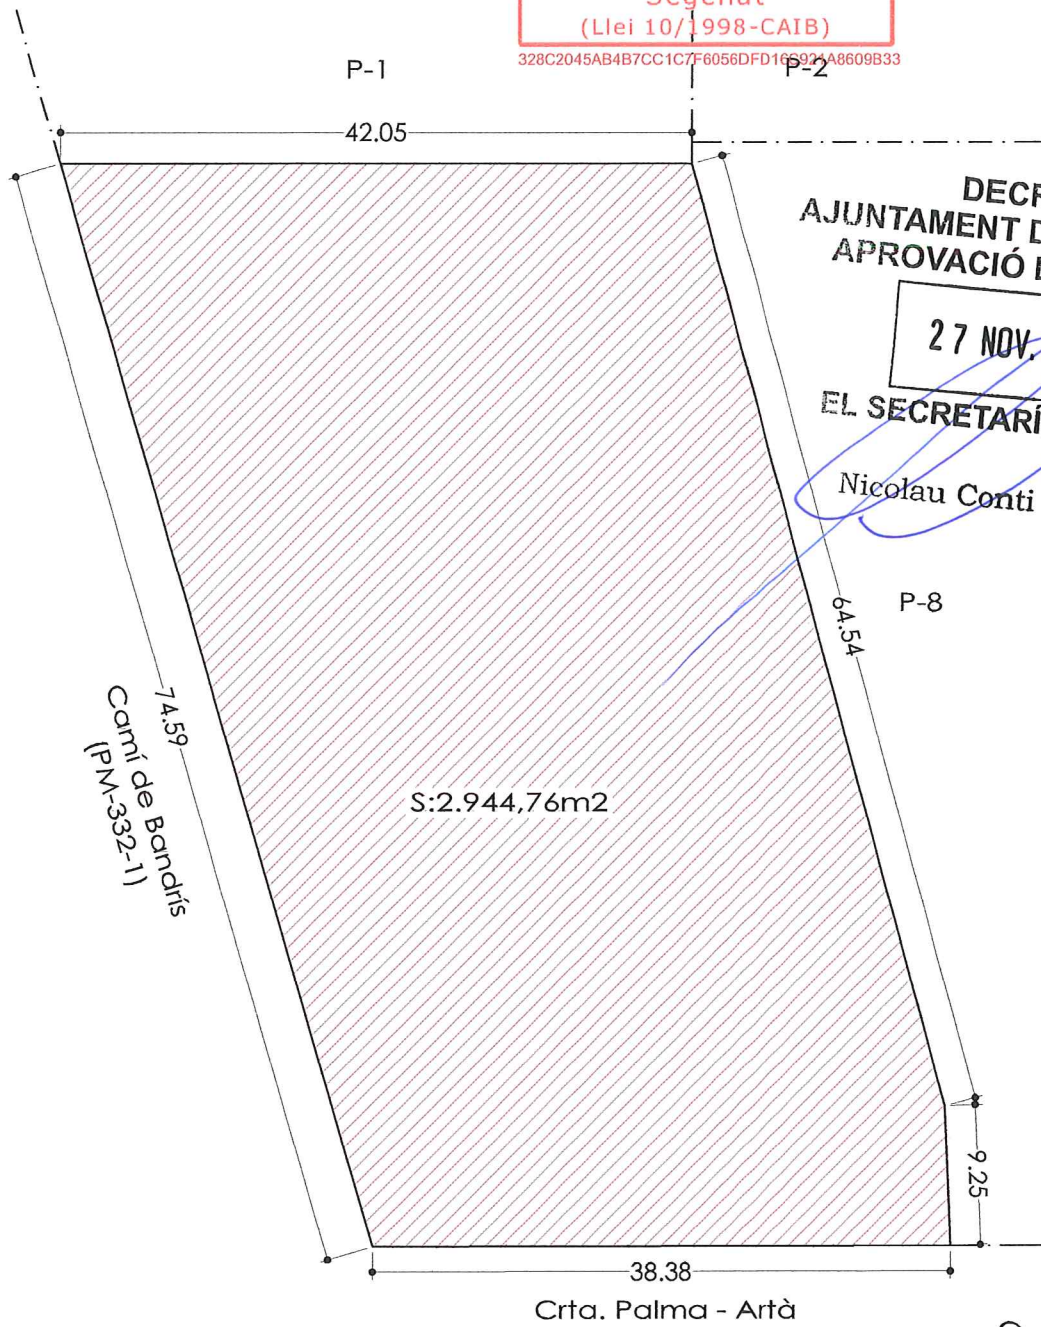 Segellat
(Llei 10/1998-CAIB)
P-1
P-2
42.05
DECR
AJUNTAMENT D
APROVACIÓ
27 NOV.
EL SECRETARI
Nicolau Conti
P-8
64.54
74.59
Camí de Bandrís
(PM-332-1)
S:2.944,76m2
9.25
38.38
Crta. Palma - Artà